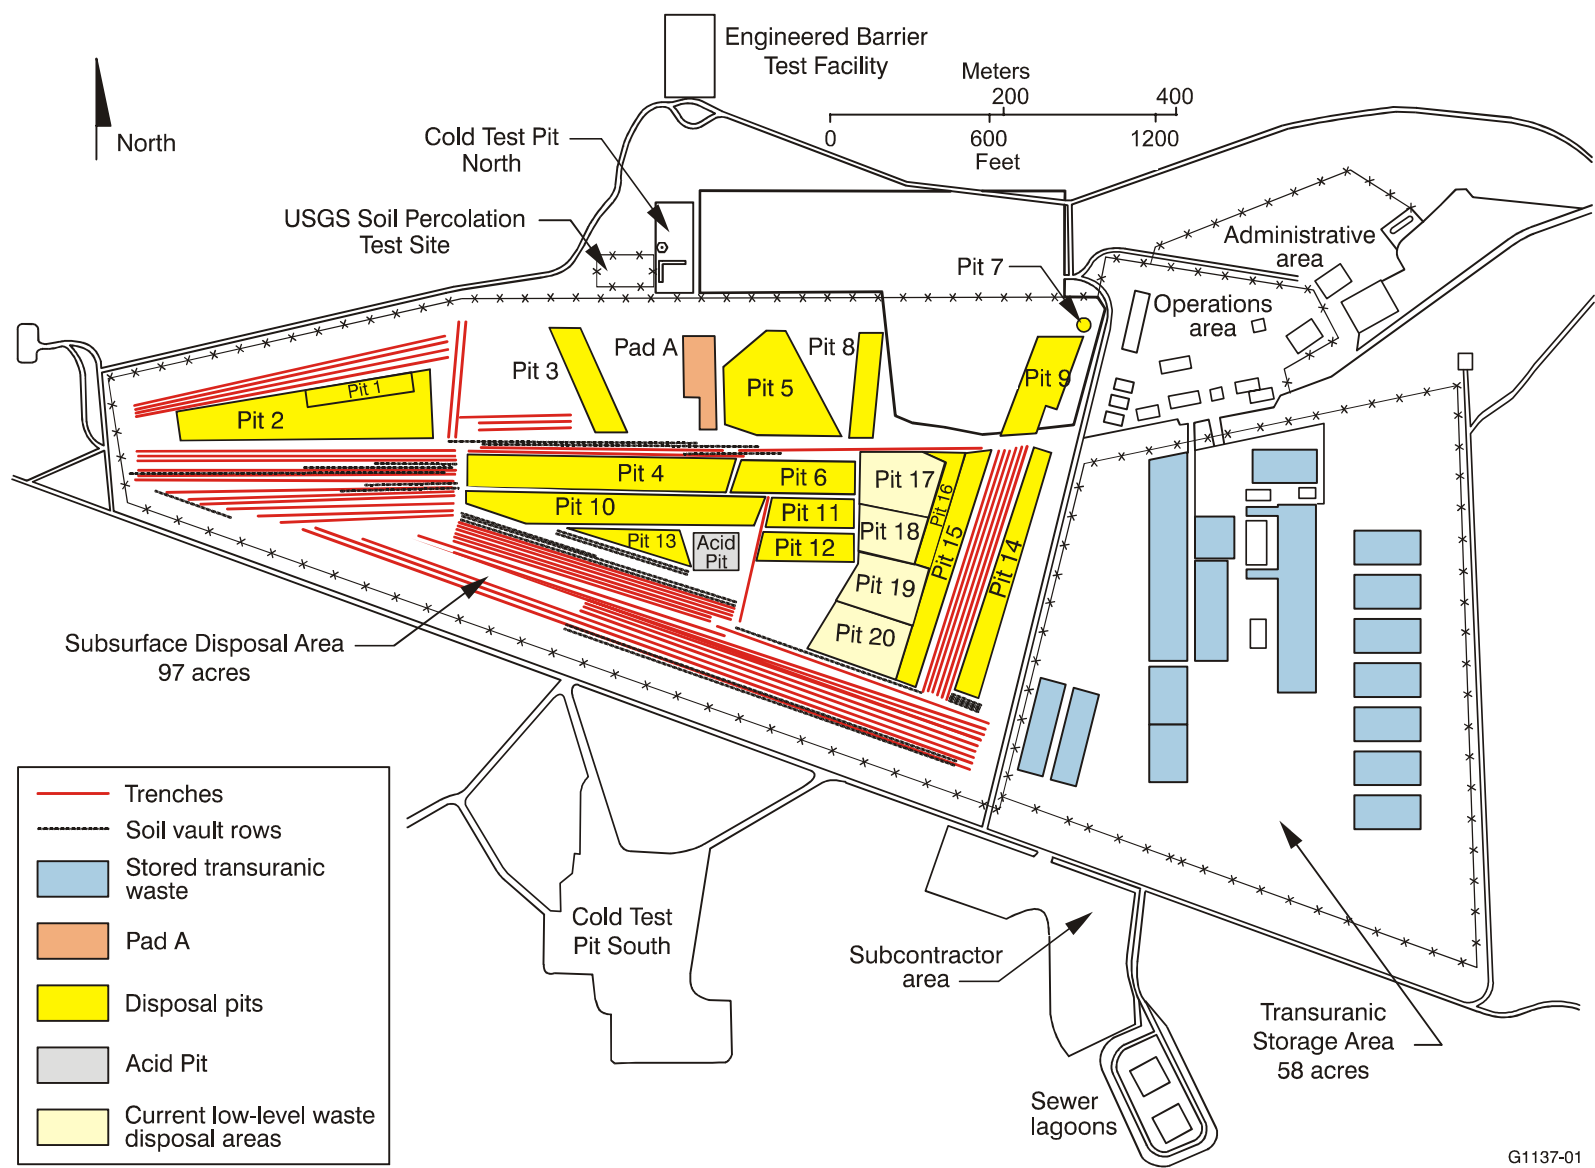 Engineered Barrier
Test Facility
Meters
200
400
0
600
1200
Feet
North
Cold Test Pit
North
USGS Soil Percolation
Test Site
Administrative
area
Pit 7
Operations
area
Pit 3
Pad A
Pit 8
Pit 5
Pit 9
Pit 1
Pit 2
Pit 4
Pit 6
Pit 17
Pit 16
Pit 10
Pit 11
Pit 18
Pit 15
Pit 14
Pit 13
Acid
Pit
Pit 12
Pit 19
Pit 20
Subsurface Disposal Area
97 acres
Trenches
Soil vault rows
Stored transuranic
waste
Pad A
Disposal pits
Acid Pit
Current low-level waste
disposal areas
Cold Test
Pit South
Subcontractor
area
Transuranic
Storage Area
58 acres
Sewer
lagoons
G1137-01